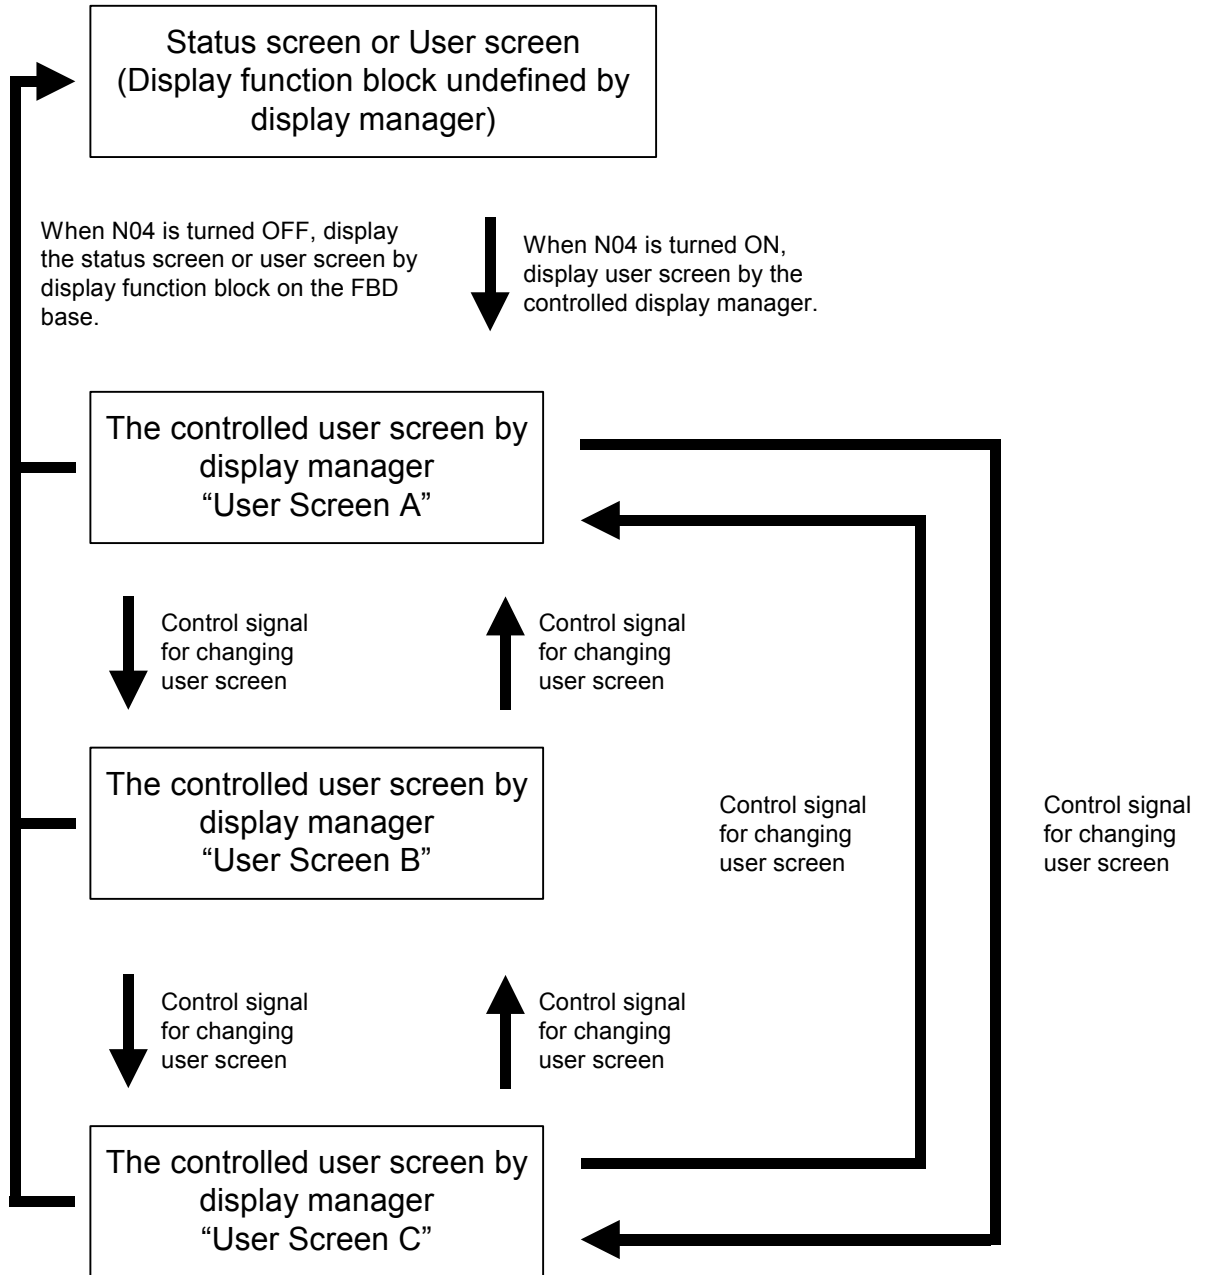 Status screen or User screen
(Display function block undefined by
display manager)
When N04 is turned OFF, display
the status screen or user screen by
display function block on the FBD
base.
When N04 is turned ON,
display user screen by the
controlled display manager.
The controlled user screen by
display manager
“User Screen A”
Control signal
for changing
user screen
Control signal
for changing
user screen
The controlled user screen by
display manager
“User Screen B”
Control signal
for changing
user screen
Control signal
for changing
user screen
Control signal
for changing
user screen
Control signal
for changing
user screen
The controlled user screen by
display manager
“User Screen C”